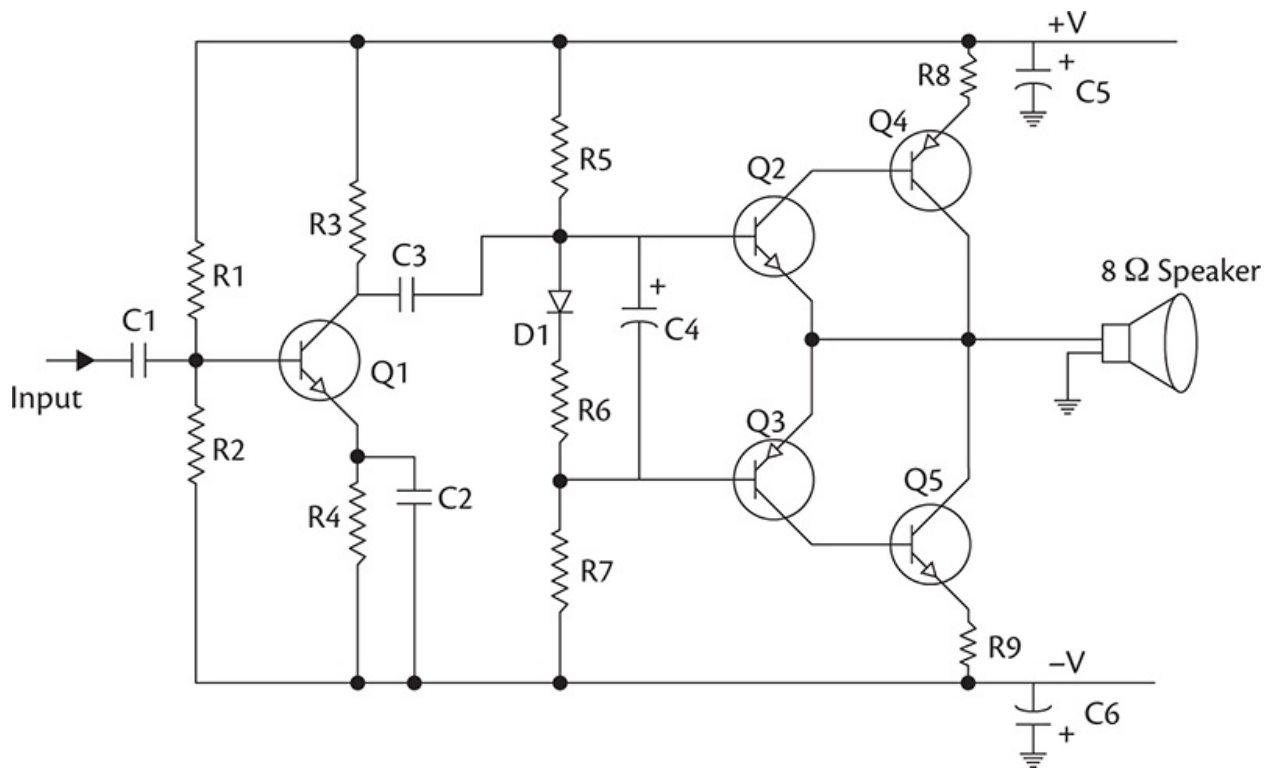 +V
R8
+
C5
Q4
R5
Q2
R3
C3
8 Ω Speaker
R1
+
C1
D1
C4
Q1
Input
R6
Q3
R2
Q5
C2
R4
R7
R9
–V
C6
+